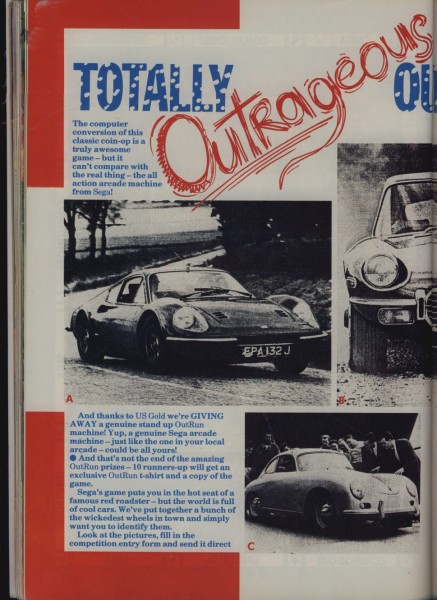 TOTALLY
Outrageous
OU
The computer
conversion of this
classic coin-op is a
truly awesome
game – but it
can't compare with
the real thing – the all
action arcade machine
from Sega!
EPA 132 J
A
B
And thanks to US Gold we're GIVING
AWAY a genuine stand up OutRun
machine! Yup, a genuine Sega arcade
machine – just like the one in your local
arcade – could be all yours!
● And that's not the end of the amazing
OutRun prizes – 10 runners-up will get an
exclusive OutRun t-shirt and a copy of the
game.
Sega's game puts you in the hot seat of a
famous red roadster – but the world is full
of cool cars. We've put together a bunch of
the wickedest wheels in town and simply
want you to identify them.
Look at the pictures, fill in the
competition entry form and send it direct
C